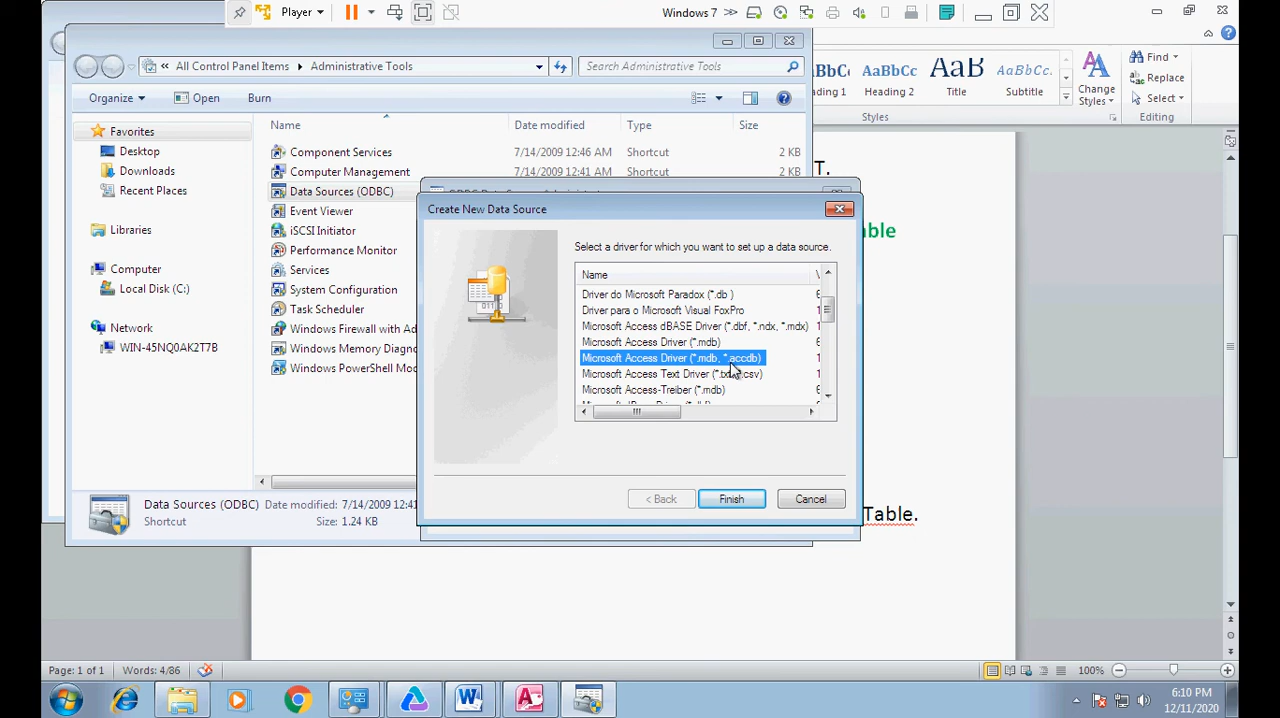 Player
Windows 7
All Control Panel Items
Administrative Tools
Search Administrative Tools
Organize
Open
Burn
Name
Date modified
Type
Size
Favorites
Desktop
Downloads
Recent Places
Libraries
Computer
Local Disk (C:)
Network
WIN-45NQ0AK2T7B
Component Services 7/14/2009 12:46 AM Shortcut 2 KB
Computer Management 7/14/2009 12:41 AM Shortcut 2 KB
Data Sources (ODBC)
Event Viewer
iSCSI Initiator
Performance Monitor
Services
System Configuration
Task Scheduler
Windows Firewall with Ad
Windows Memory Diagn
Windows PowerShell Mod
Data Sources (ODBC) Date modified: 7/14/2009 12:41
Shortcut Size: 1.24 KB
Create New Data Source
Select a driver for which you want to set up a data source.
Name
Driver do Microsoft Paradox (*.db )
Driver para o Microsoft Visual FoxPro
Microsoft Access dBASE Driver (*.dbf, *.ndx, *.mdx)
Microsoft Access Driver (*.mdb)
Microsoft Access Driver (*.mdb, *.accdb)
Microsoft Access Text Driver (*.txt, *.csv)
Microsoft Access-Treiber (*.mdb)
< Back
Finish
Cancel
BbC AaBbCc AaB AaBbCc.
ading 1 Heading 2 Title Subtitle
Change
Styles
Styles
Find
Replace
Select
Editing
T.
able
Table.
Page: 1 of 1
Words: 4/86
100%
6:10 PM
12/11/2020